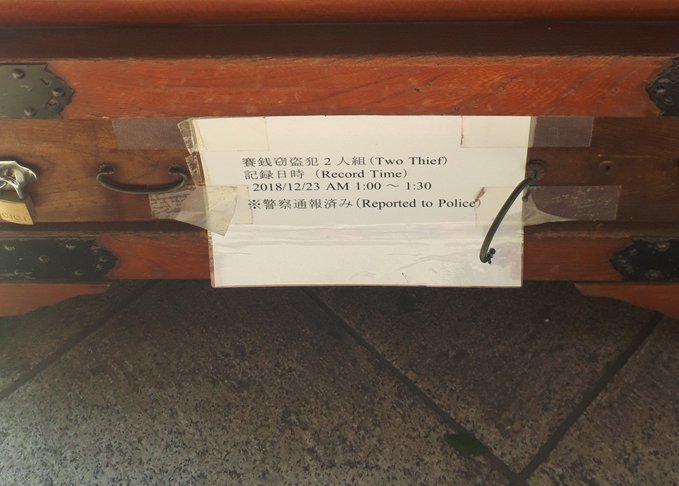 賽銭窃盗犯２人組(Two Thief)
記録日時 (Record Time)
2018/12/23 AM 1:00 ～ 1:30
※警察通報済み(Reported to Police)